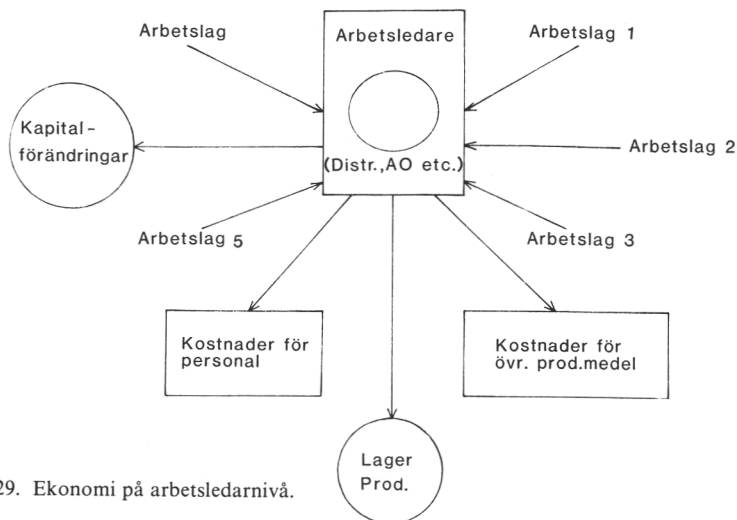 Arbetslag
Arbetsledare
Arbetslag 1
Kapital-
förändringar
Arbetslag 2
(Distr.,AO etc.)
Arbetslag 5
Arbetslag 3
Kostnader för
personal
Kostnader för
övr. prod.medel
Lager
Prod.
29. Ekonomi på arbetsledarnivå.